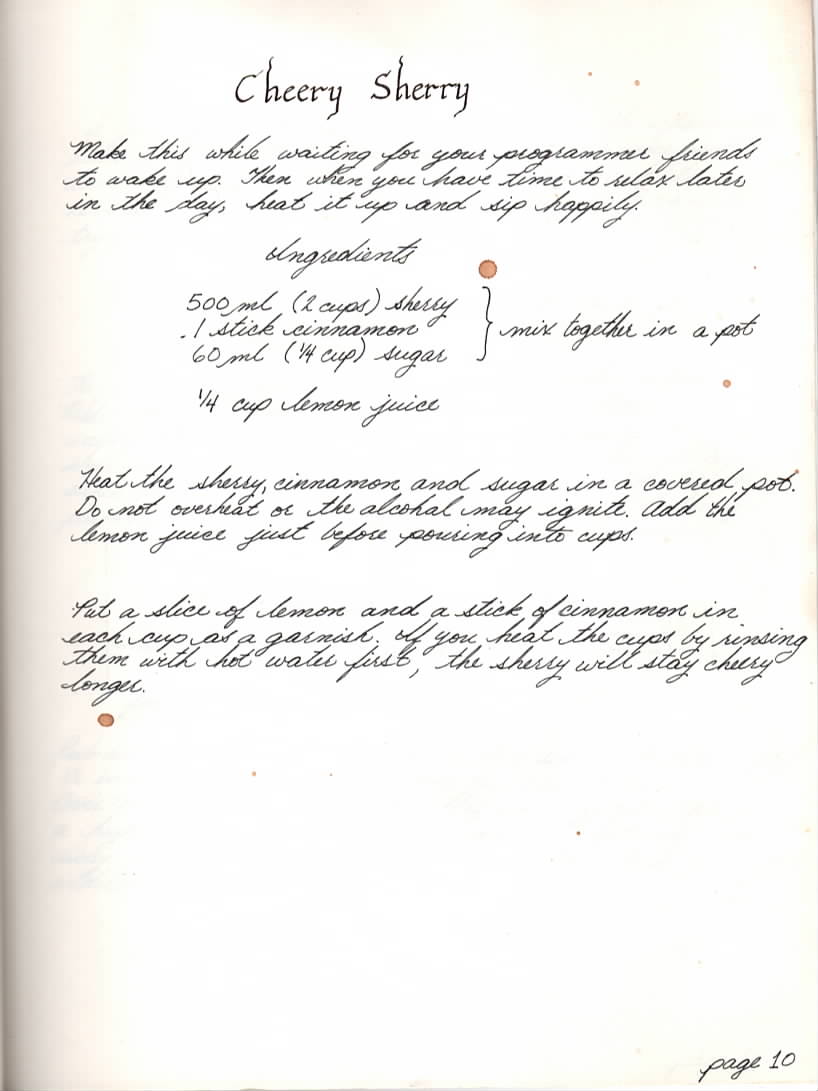 Cheery Sherry
Make this while waiting for your programmer friends
to wake up. Then when you have time to relax later
in the day, heat it up and sip happily.
Ingredients
500 ml (2 cups) sherry
1 stick cinnamon
60 ml (1/4 cup) sugar
} mix together in a pot
1/4 cup lemon juice
Heat the sherry, cinnamon and sugar in a covered pot.
Do not overheat or the alcohol may ignite. Add the
lemon juice just before pouring into cups.
Put a slice of lemon and a stick of cinnamon in
each cup as a garnish. If you heat the cups by rinsing
them with hot water first, the sherry will stay cheery
longer.
page 10